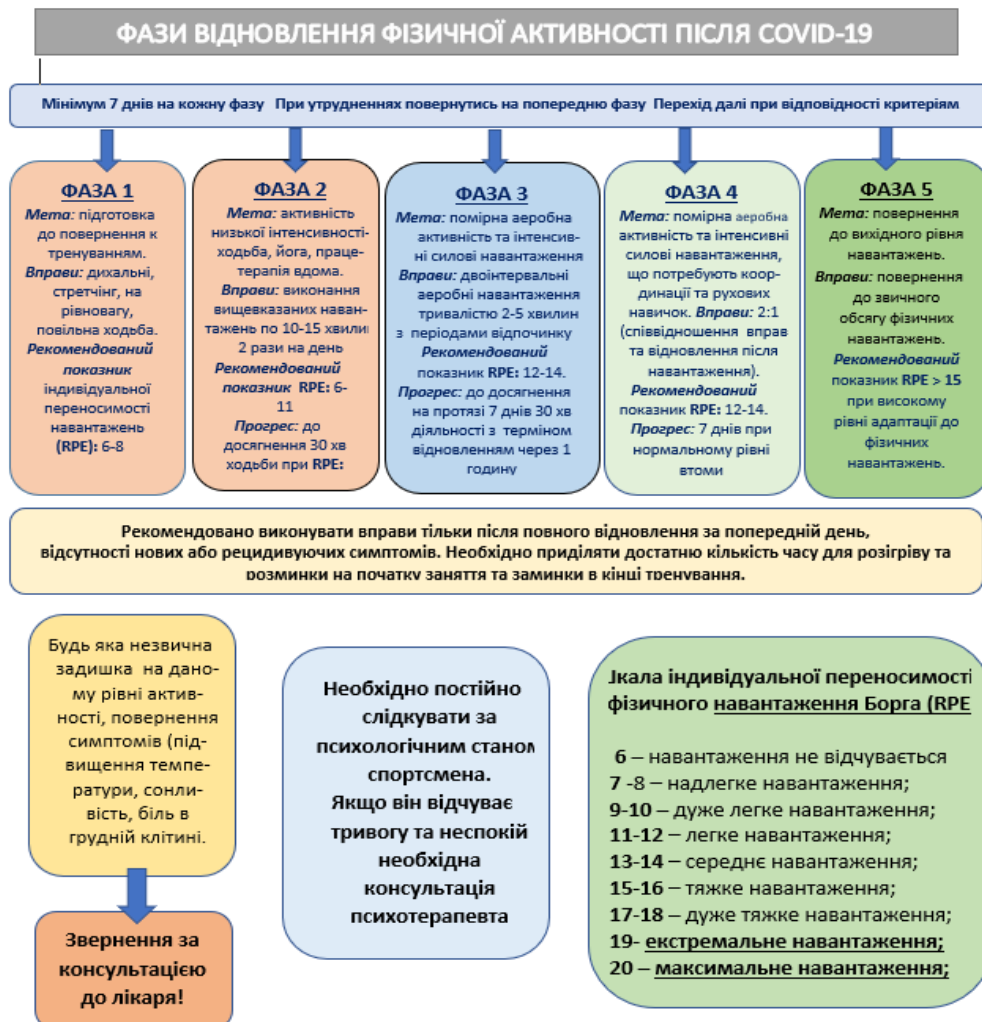 ФАЗИ ВІДНОВЛЕННЯ ФІЗИЧНОЇ АКТИВНОСТІ ПІСЛЯ COVID-19
Мінімум 7 днів на кожну фазу При утрудненнях повернутись на попередню фазу Перехід далі при відповідності критеріям
ФАЗА 1
Мета: підготовка
до повернення к
тренуванням.
Вправи: дихальні,
стретчінг, на
рівновагу,
повільна ходьба.
Рекомендований
показник
індивідуальної
переносимості
навантажень
(RPE): 6-8
ФАЗА 2
Мета: активність
низької інтенсивності-
ходьба, йога, праце-
терапія вдома.
Вправи: виконання
вищевказаних наван-
тажень по 10-15 хвили
2 рази на день
Рекомендований
показник RPE: 6-
11
Прогрес: до
досягнення 30 хв
ходьби при RPE:
ФАЗА 3
Мета: помірна аеробна
активність та інтенсив-
ні силові навантаження
Вправи: двоінтервальні
аеробні навантаження
тривалістю 2-5 хвилин
з періодами відпочинку
Рекомендований
показник RPE: 12-14.
Прогрес: до досягнення
на протязі 7 днів 30 хв
діяльності з терміном
відновленням через 1
годину
ФАЗА 4
Мета: помірна аеробна
активність та інтенсивні
силові навантаження,
що потребують коор-
динації та рухових
навичок. Вправи: 2:1
(співвідношення вправ
та відновлення після
навантаження).
Рекомендований
показник RPE: 12-14.
Прогрес: 7 днів при
нормальному рівні
втоми
ФАЗА 5
Мета: повернення
до вихідного рівня
навантажень.
Вправи: повернення
до звичного
обсягу фізичних
навантажень.
Рекомендований
показник RPE > 15
при високому
рівні адаптації до
фізичних
навантажень.
Рекомендовано виконувати вправи тільки після повного відновлення за попередній день,
відсутності нових або рецидивуючих симптомів. Необхідно приділяти достатню кількість часу для розігріву та
розминки на початку заняття та заминки в кінці тренування.
Будь яка незвична
задишка на дано-
му рівні актив-
ності, повернення
симптомів (під-
вищення темпе-
ратури, сонли-
вість, біль в
грудній клітині.
Звернення за
консультацією
до лікаря!
Необхідно постійно
слідкувати за
психологічним станом
спортсмена.
Якщо він відчуває
тривогу та неспокій
необхідна
консультація
психотерапевта
кала індивідуальної переносимості
фізичного навантаження Борга (RPE
6 – навантаження не відчувається
7 -8 – надлегке навантаження;
9-10 – дуже легке навантаження;
11-12 – легке навантаження;
13-14 – середнє навантаження;
15-16 – тяжке навантаження;
17-18 – дуже тяжке навантаження;
19- екстремальне навантаження;
20 – максимальне навантаження;